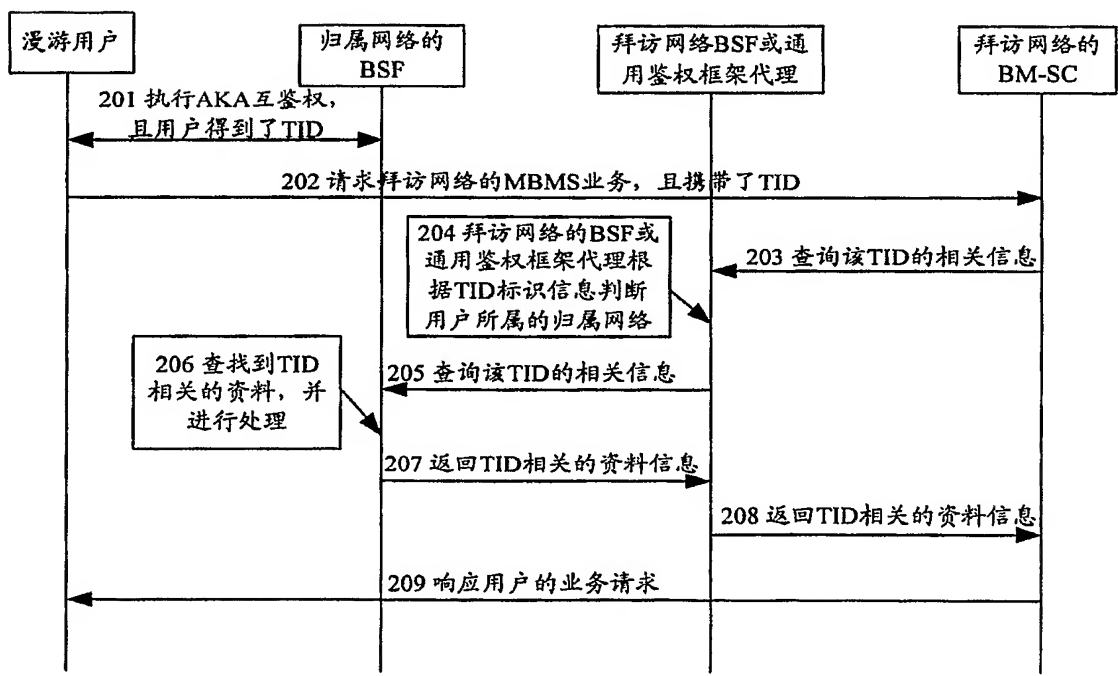 漫游用户
归属网络的
BSF
拜访网络BSF或通
用鉴权框架代理
拜访网络的
BM-SC
201 执行AKA互鉴权，
且用户得到了TID
202 请求拜访网络的MBMS业务，且携带了TID
203 查询该TID的相关信息
204 拜访网络的BSF或
通用鉴权框架代理根
据TID标识信息判断
用户所属的归属网络
205 查询该TID的相关信息
206 查找到TID
相关的资料，并
进行处理
207 返回TID相关的资料信息
208 返回TID相关的资料信息
209 响应用户的业务请求